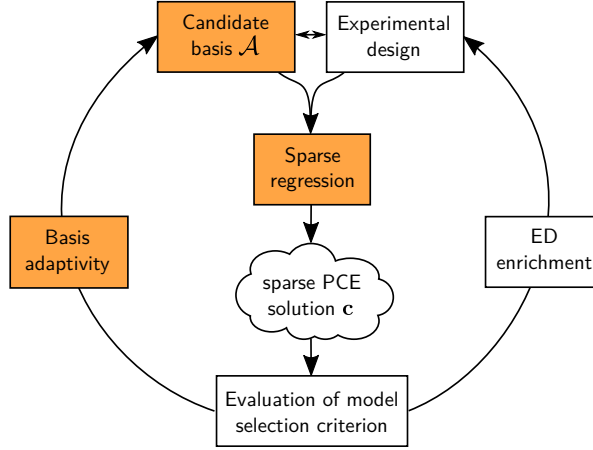 Candidate
basis 𝒜
Experimental
design
Sparse
regression
Basis
adaptivity
ED
enrichment
sparse PCE
solution c
Evaluation of model
selection criterion